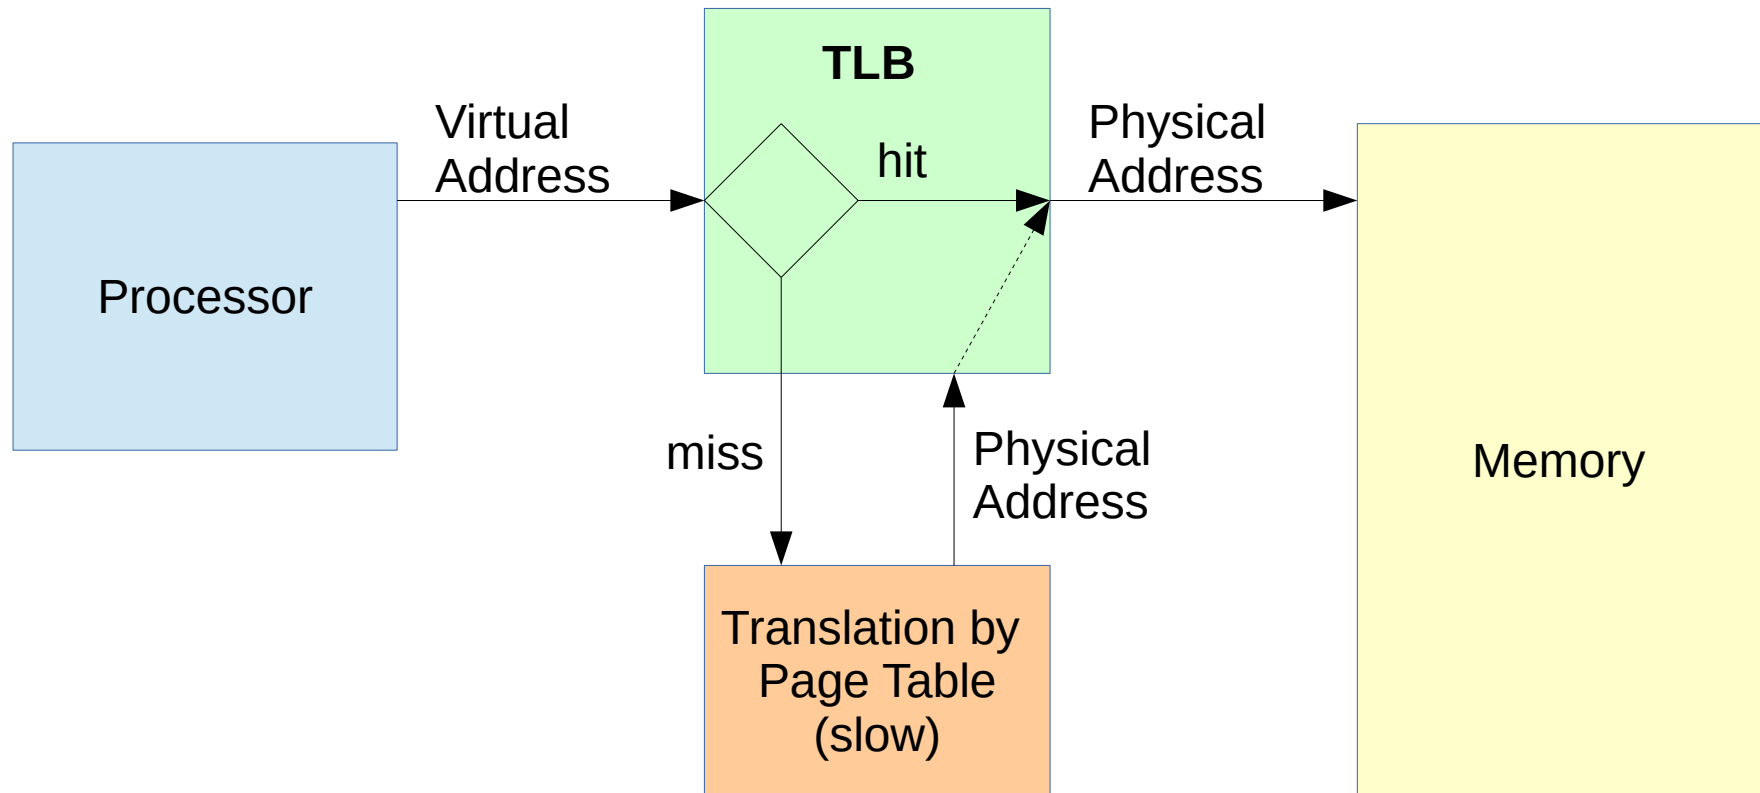 TLB
Virtual
Address
hit
Physical
Address
Processor
miss
Physical
Address
Memory
Translation by
Page Table
(slow)